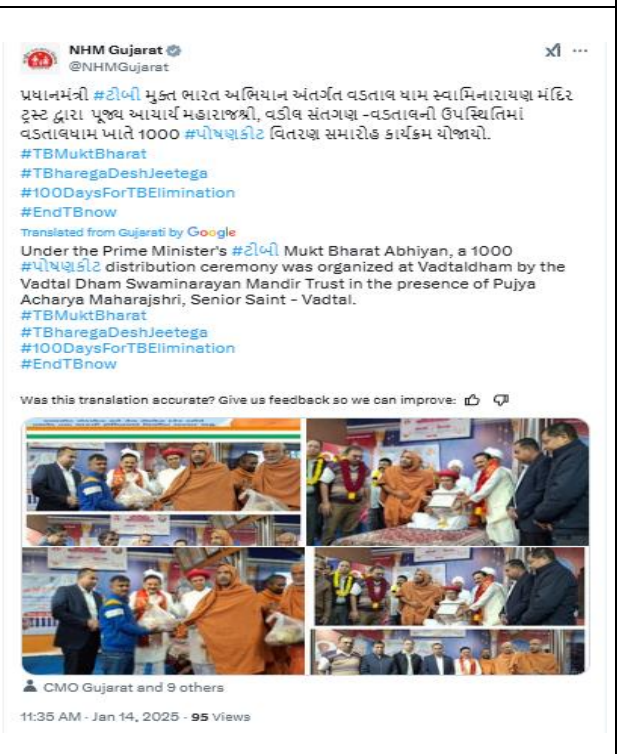 NHM Gujarat
@NHMGujarat
પ્રધાનમંત્રી #ટીબી મુક્ત ભારત અભિયાન અંતર્ગત વડતાલ ધામ સ્વામિનારાયણ મંદિર
ટ્રસ્ટ દ્વારા પૂજ્ય આચાર્ય મહારાજશ્રી, વડીલ સંતગણ -વડતાલની ઉપસ્થિતિમાં
વડતાલધામ ખાતે 1000 #પોષણકીટ વિતરણ સમારોહ કાર્યક્રમ યોજાયો.
#TBMuktBharat
#TBharegaDeshJeetega
#100DaysForTBElimination
#EndTBnow
Translated from Gujarati by Google
Under the Prime Minister's #ટીબી Mukt Bharat Abhiyan, a 1000
#પોષણકીટ distribution ceremony was organized at Vadtaldham by the
Vadtal Dham Swaminarayan Mandir Trust in the presence of Pujya
Acharya Maharajshri, Senior Saint - Vadtal.
#TBMuktBharat
#TBharegaDeshJeetega
#100DaysForTBElimination
#EndTBnow
Was this translation accurate? Give us feedback so we can improve:
CMO Gujarat and 9 others
11:35 AM - Jan 14, 2025 - 95 Views